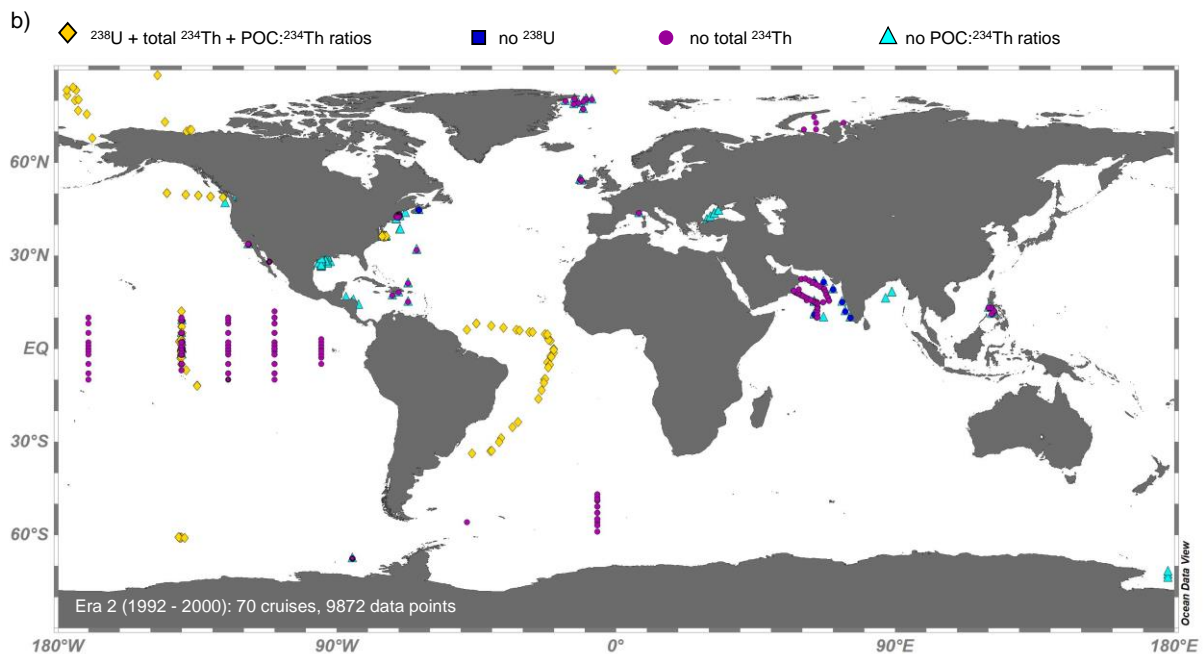 b)
²³⁸U + total ²³⁴Th + POC:²³⁴Th ratios no ²³⁸U no total ²³⁴Th no POC:²³⁴Th ratios
60°N
30°N
EQ
30°S
60°S
Ocean Data View
Era 2 (1992 - 2000): 70 cruises, 9872 data points
180°W 90°W 0° 90°E 180°E